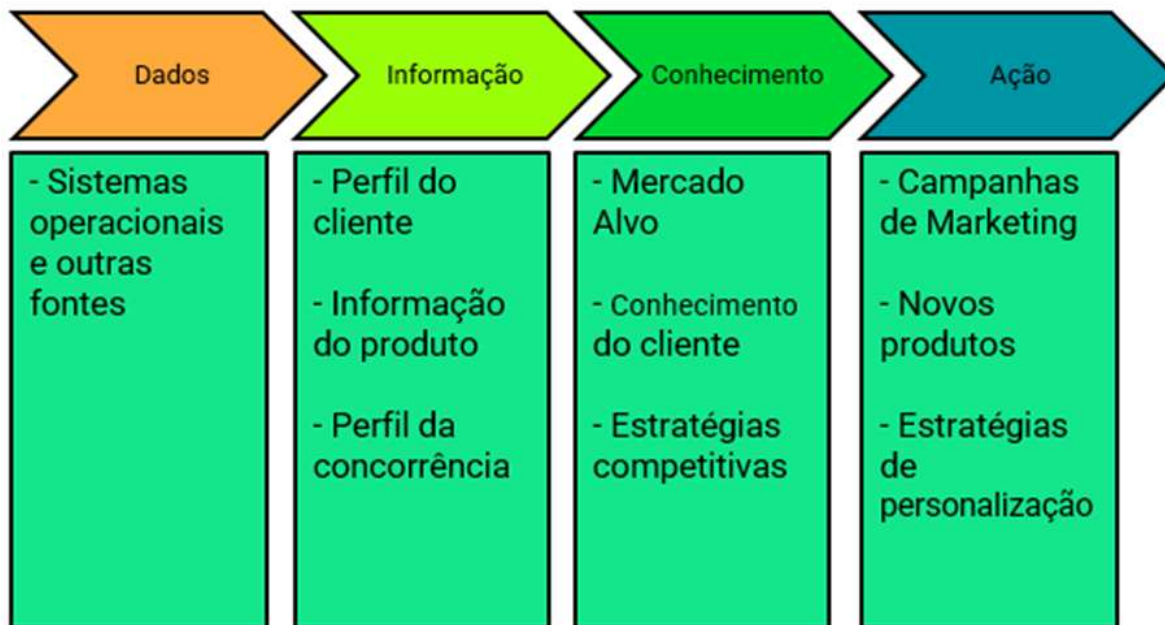 Dados
Informação
Conhecimento
Ação
- Sistemas
operacionais
e outras
fontes
- Perfil do
cliente
- Informação
do produto
- Perfil da
concorrência
- Mercado
Alvo
- Conhecimento
do cliente
- Estratégias
competitivas
- Campanhas
de Marketing
- Novos
produtos
- Estratégias
de
personalização